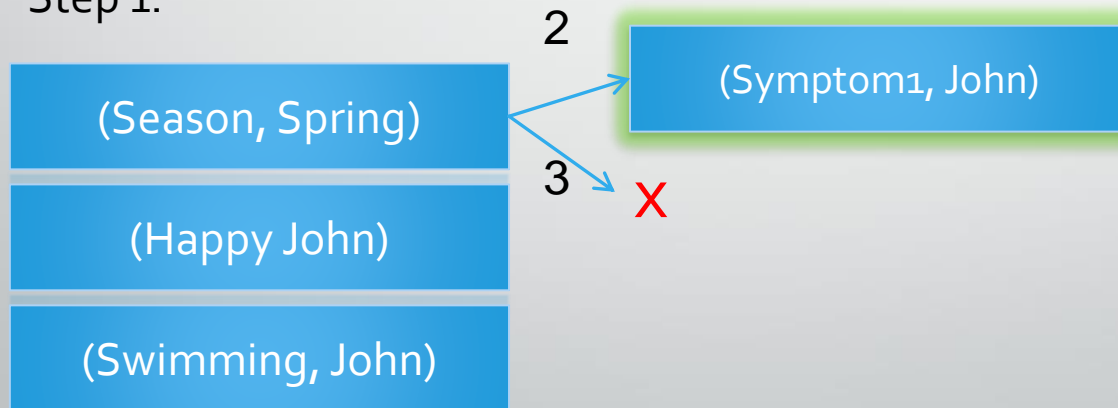 Step 1:
2
(Symptom1, John)
(Season, Spring)
3
X
(Happy John)
(Swimming, John)